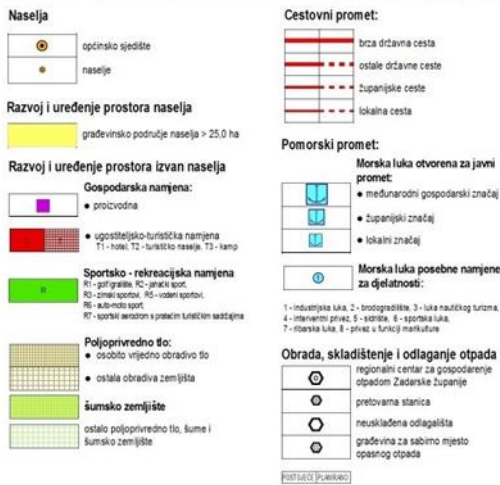 Naselja
općinsko sjedište
naselje
Razvoj i uređenje prostora naselja
građevinsko područje naselja > 25,0 ha
Razvoj i uređenje prostora izvan naselja
Gospodarska namjena:
• proizvodna
• ugostiteljsko-turistička namjena
T1 - hotel, T2 - turističko naselje, T3 - kamp
Sportsko - rekreacijska namjena
R1 - golf igralište, R2 - jahački sport,
R3 - zimski sportovi, R5 - vodeni sportovi,
R6 - auto-moto sport,
R7 - sportski aerodrom s pratećim turističkim sadržajima
R
Poljoprivredno tlo:
• osobito vrijedno obradivo tlo
• ostala obradiva zemljišta
šumsko zemljište
ostalo poljoprivredno tlo, šume i
šumsko zemljište
Cestovni promet:
brza državna cesta
ostale državne ceste
županijske ceste
lokalna cesta
Pomorski promet:
Morska luka otvorena za javni
promet:
• međunarodni gospodarski značaj
• županijski značaj
• lokalni značaj
Morska luka posebne namjene
za djelatnosti:
1 - industrijska luka, 2 - brodogradilište, 3 - luka nautičkog turizma,
4 - interventni privez, 5 - sidrište, 6 - sportska luka,
7 - ribarska luka, 8 - privez u funkciji marikulture
Obrada, skladištenje i odlaganje otpada
regionalni centar za gospodarenje
otpadom Zadarske županije
pretovarna stanica
neusklađena odlagališta
građevina za sabirno mjesto
opasnog otpada
POSTOJEĆE PLANIRANO